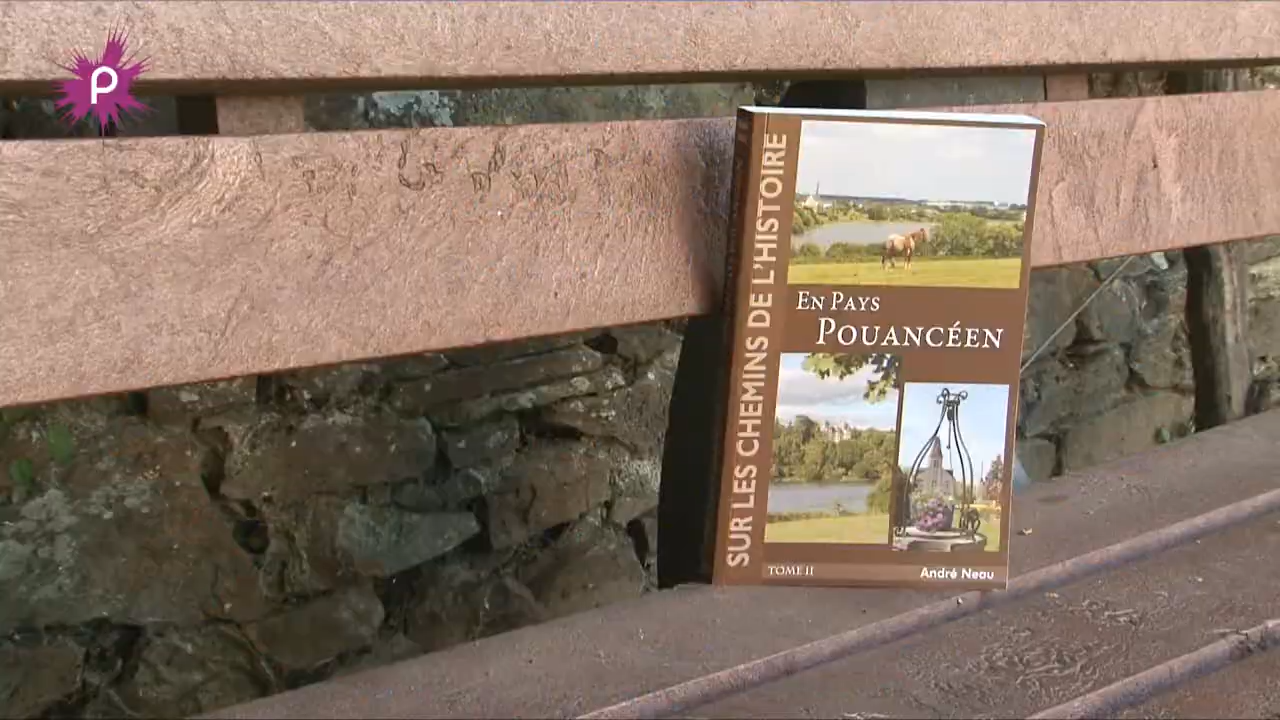 P
SUR LES CHEMINS DE L'HISTOIRE
EN PAYS
POUANCÉEN
TOME II
André Neau